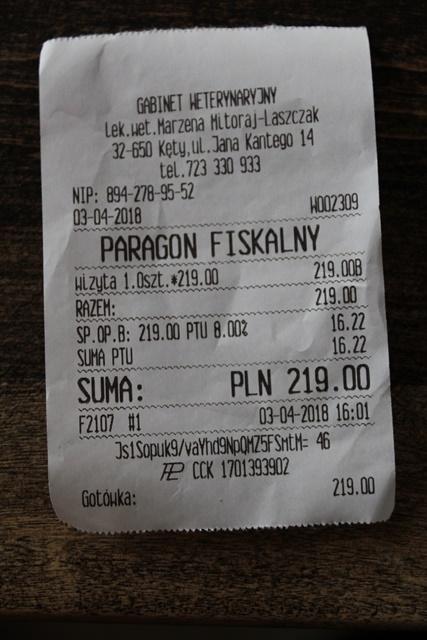 GABINET WETERYNARYJNY
Lek.wet.Marzena Mitoraj-Laszczak
32-650 Kęty,ul.Jana Kantego 14
tel.723 330 933
NIP: 894-278-95-52
03-04-2018 W002309
PARAGON FISKALNY
wizyta 1.0szt.*219.00 219.00B
RAZEM: 219.00
SP.OP.B: 219.00 PTU 8.00% 16.22
SUMA PTU 16.22
SUMA: PLN 219.00
F2107 #1 03-04-2018 16:01
Js1Sopuk9/vaYhd9NpQMZ5FSmtM= 46
CCK 1701393902
Gotówka: 219.00